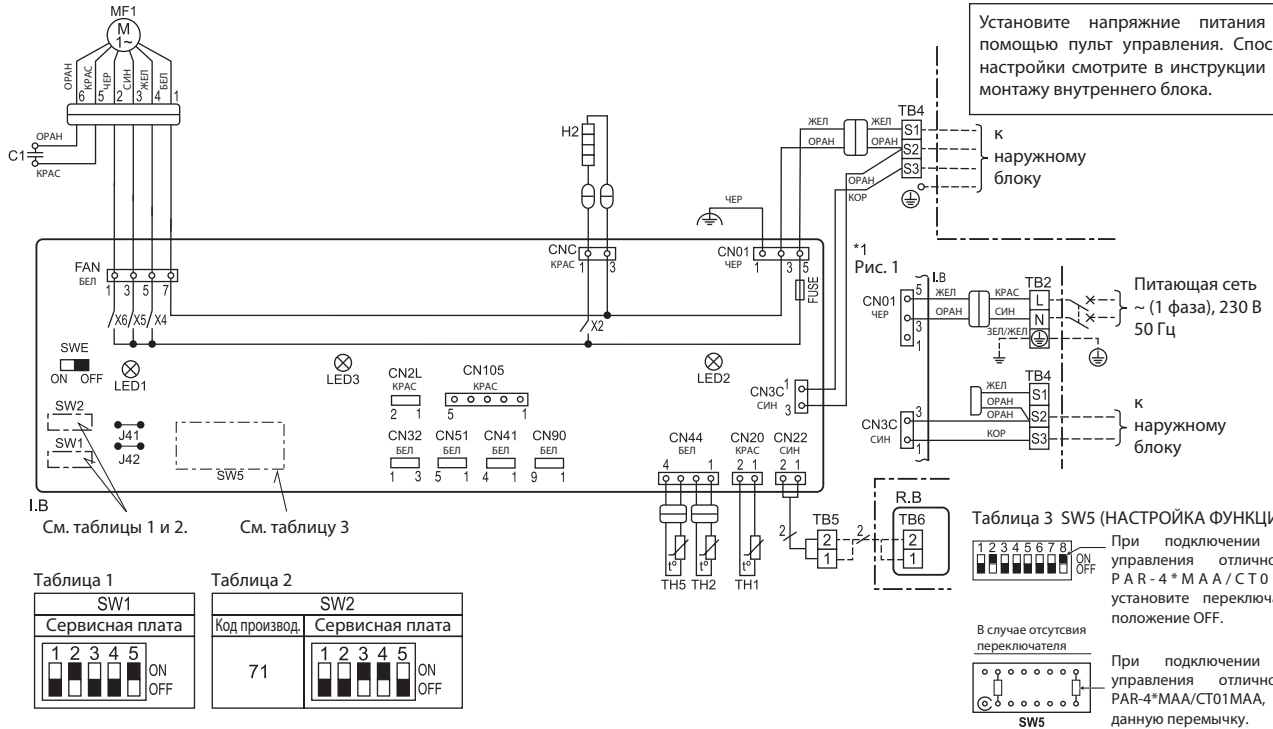 MF1
M
1~
ОРАН
КРАС
ЧЕР
СИН
ЖЕЛ
БЕЛ
6 5 2 3 4 1
ОРАН
C1
КРАС
H2
Установите напряжние питания
помощью пульт управления. Спос
настройки смотрите в инструкции
монтажу внутреннего блока.
TB4
ЖЕЛ ЖЕЛ S1
ОРАН ОРАН S2
S3
ОРАН
КОР
к
наружному
блоку
ЧЕР
FAN
БЕЛ
1 3 5 7
X6 X5 X4
CNC
КРАС 1 3
X2
CN01
ЧЕР 1 3 5
FUSE
SWE
ON OFF
LED1
LED3
LED2
CN2L
КРАС
2 1
CN105
КРАС
5 1
CN3C 1
СИН 3
SW2
SW1
J41
J42
SW5
CN32
БЕЛ
1 3
CN51
БЕЛ
5 1
CN41
БЕЛ
4 1
CN90
БЕЛ
9 1
CN44
БЕЛ
4 1
CN20
КРАС
2 1
CN22
СИН
2 1
I.B
См. таблицы 1 и 2.
См. таблицу 3
t° t° t°
TH5 TH2 TH1
2
TB5
2
1
2
R.B
TB6
2
1
*1
Рис. 1
I.B
CN01
ЧЕР
5
3
1
ЖЕЛ КРАС
ОРАН СИН
ЗЕЛ/ЖЕЛ
TB2
L
N
Питающая сеть
~ (1 фаза), 230 В
50 Гц
TB4
ЖЕЛ S1
ОРАН
ОРАН S2
КОР S3
CN3C
СИН
3
1
к
наружному
блоку
Таблица 1
SW1
Сервисная плата
1 2 3 4 5
ON
OFF
Таблица 2
SW2
Код производ. Сервисная плата
71
1 2 3 4 5
ON
OFF
Таблица 3 SW5 (НАСТРОЙКА ФУНКЦИ
1 2 3 4 5 6 7 8
ON
OFF
При подключении
управления отлично
PAR-4*MAA/CT0
установите переключа
положение OFF.
В случае отсутсвия
переключателя
SW5
При подключении
управления отлично
PAR-4*MAA/CT01MAA,
данную перемычку.